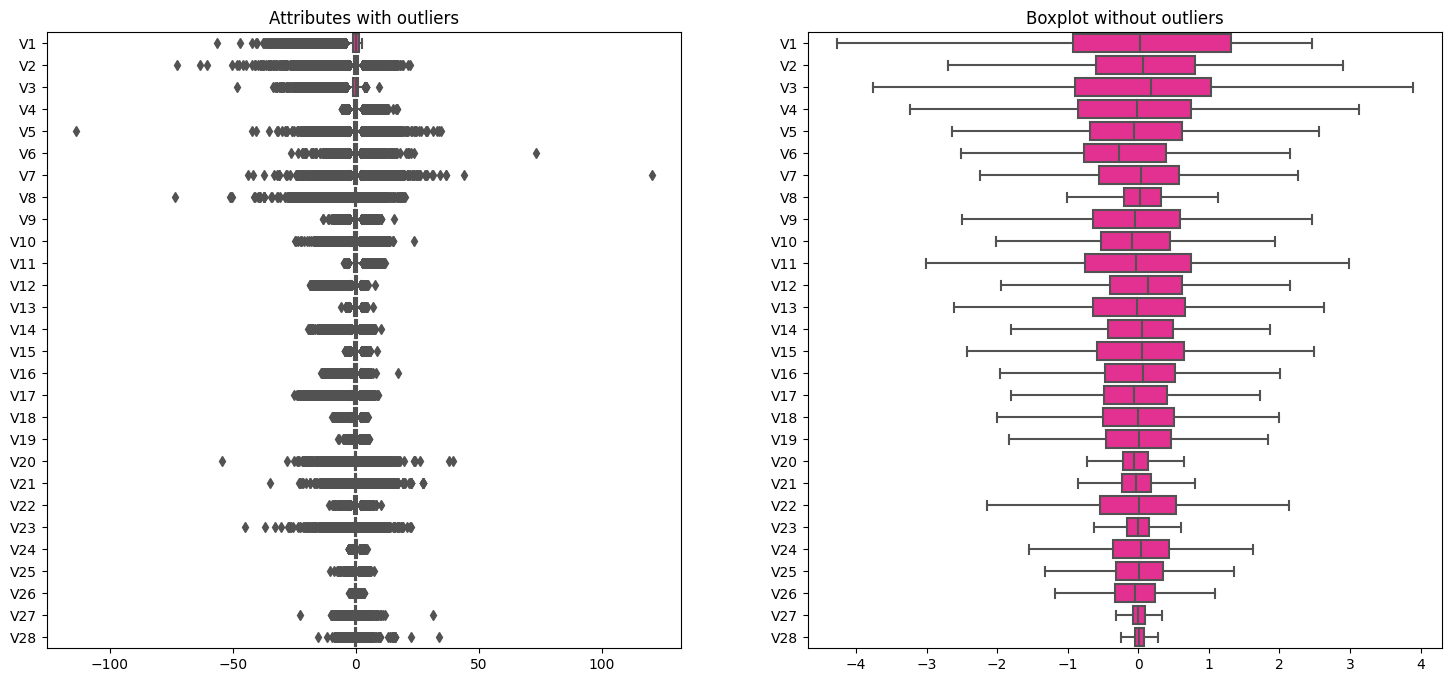 Attributes with outliers
V1
V2
V3
V4
V5
V6
V7
V8
V9
V10
V11
V12
V13
V14
V15
V16
V17
V18
V19
V20
V21
V22
V23
V24
V25
V26
V27
V28
−100 −50 0 50 100
Boxplot without outliers
V1
V2
V3
V4
V5
V6
V7
V8
V9
V10
V11
V12
V13
V14
V15
V16
V17
V18
V19
V20
V21
V22
V23
V24
V25
V26
V27
V28
−4 −3 −2 −1 0 1 2 3 4